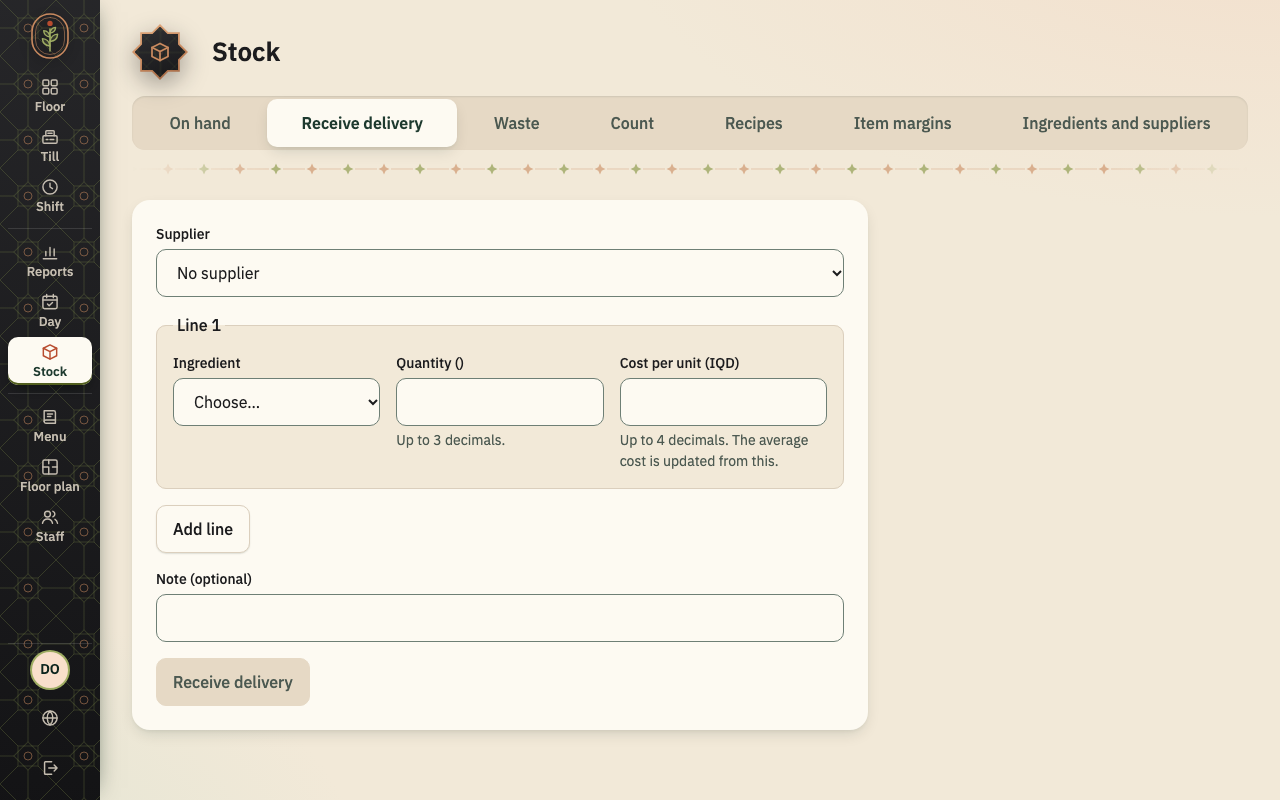 Stock
Floor
Till
Shift
Reports
Day
Stock
Menu
Floor plan
Staff
DO
On hand
Receive delivery
Waste
Count
Recipes
Item margins
Ingredients and suppliers
Supplier
No supplier
Line 1
Ingredient
Quantity ()
Cost per unit (IQD)
Choose...
Up to 3 decimals.
Up to 4 decimals. The average
cost is updated from this.
Add line
Note (optional)
Receive delivery